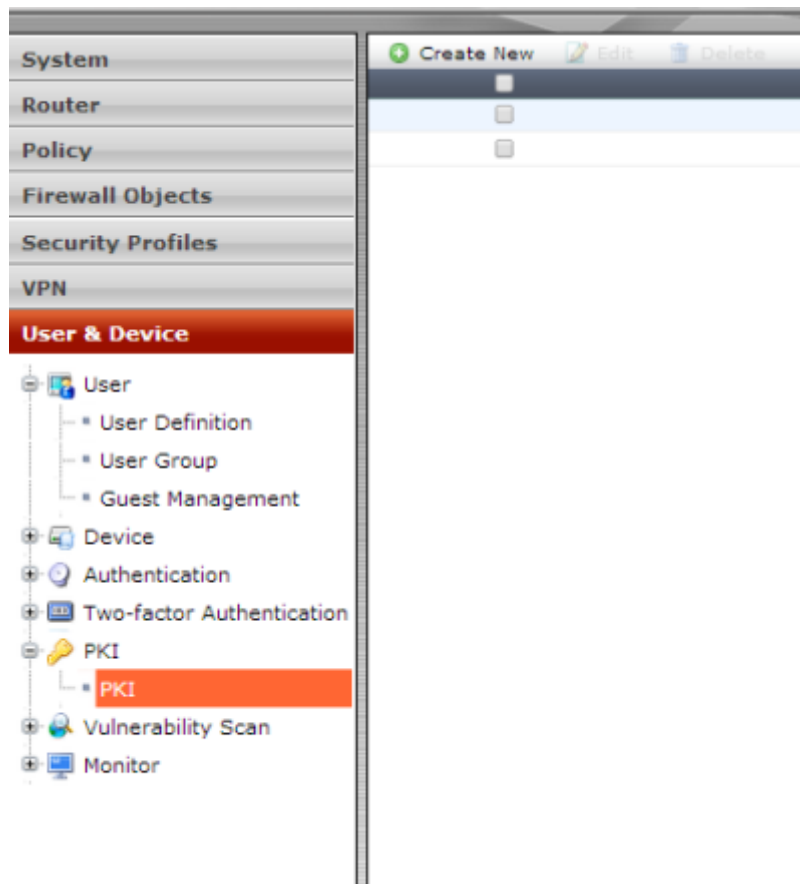 System
Router
Policy
Firewall Objects
Security Profiles
VPN
User & Device
User
User Definition
User Group
Guest Management
Device
Authentication
Two-factor Authentication
PKI
PKI
Vulnerability Scan
Monitor
Create New Edit Delete